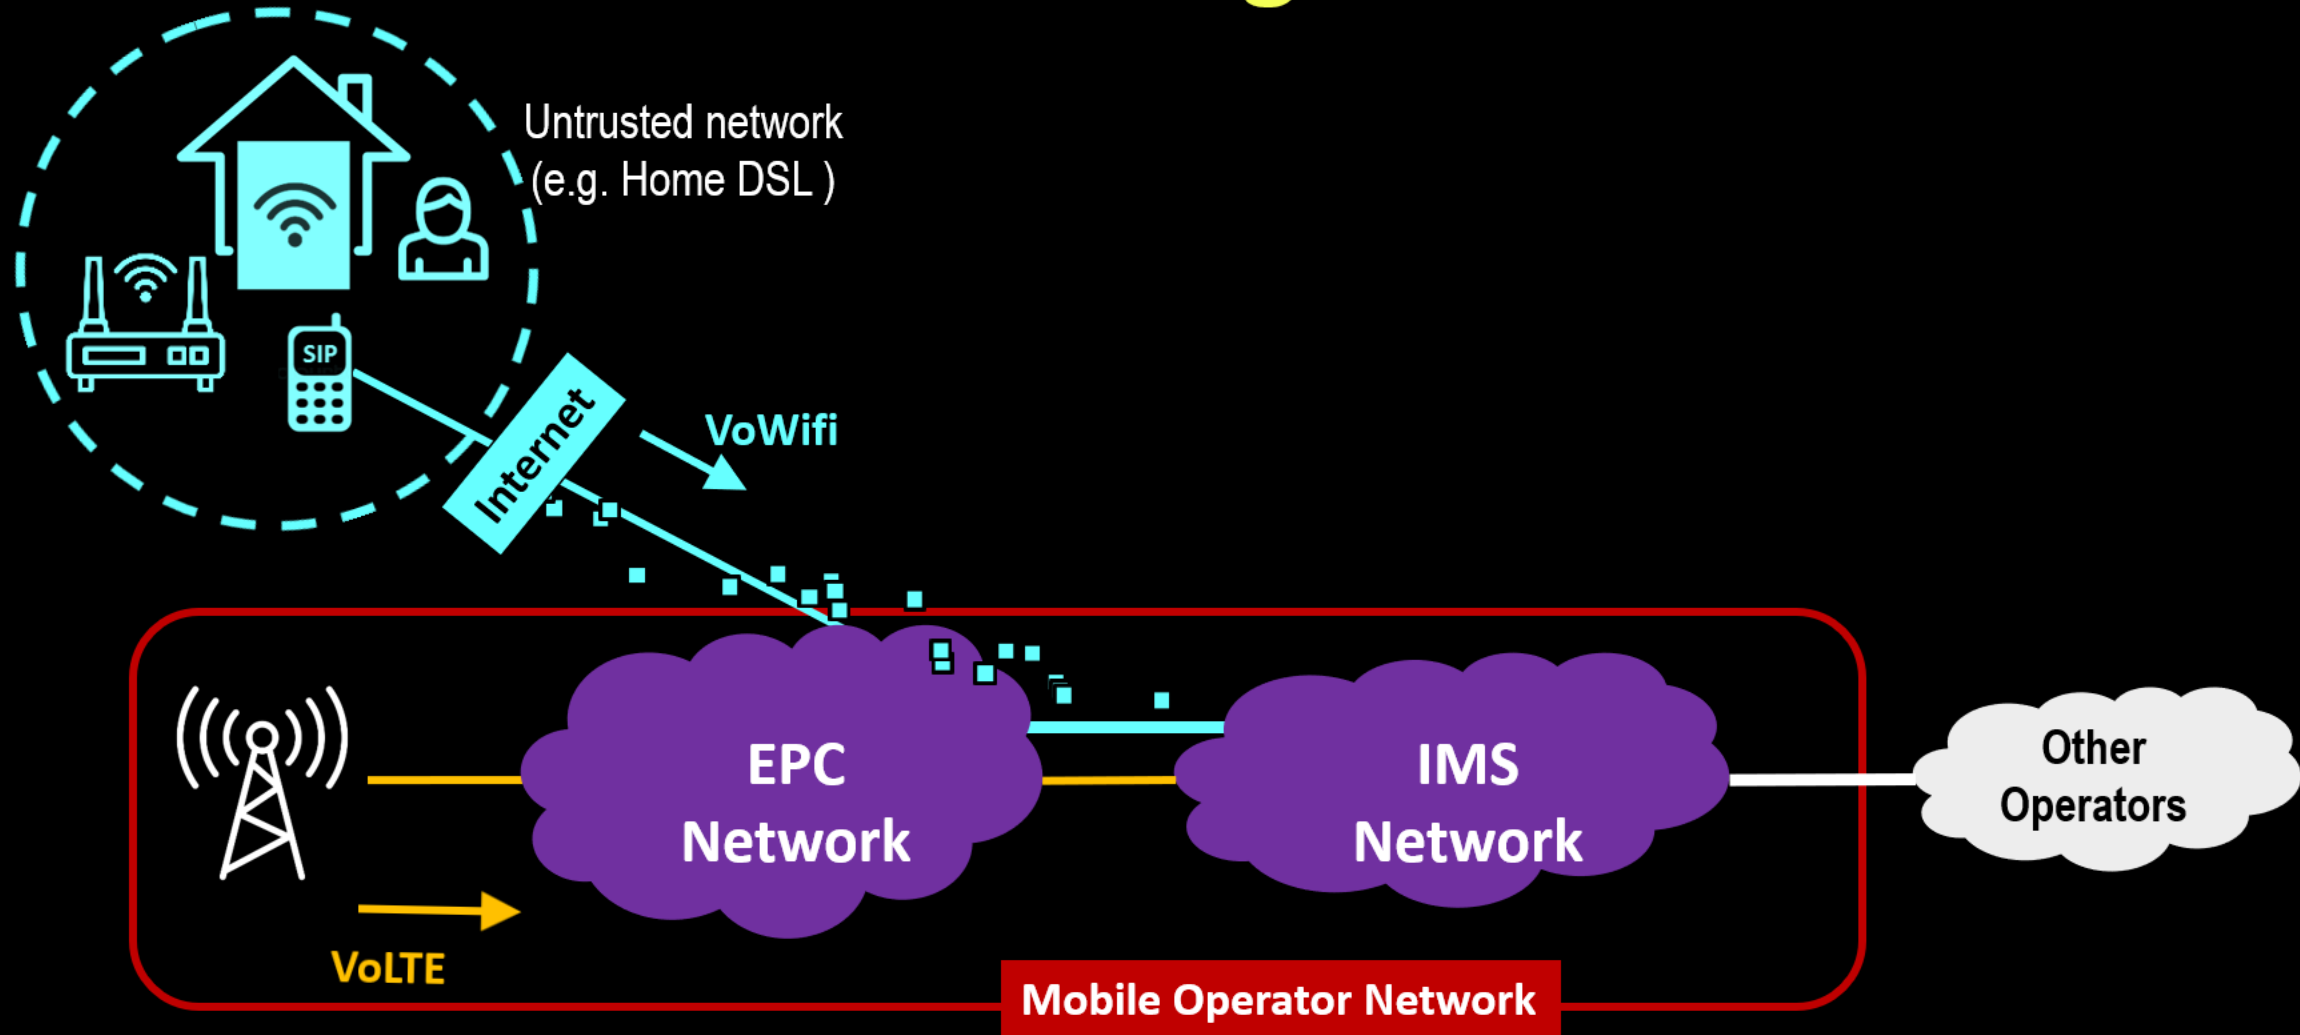 Untrusted network
(e.g. Home DSL )
SIP
Internet
VoWifi
EPC
Network
IMS
Network
Other
Operators
VoLTE
Mobile Operator Network